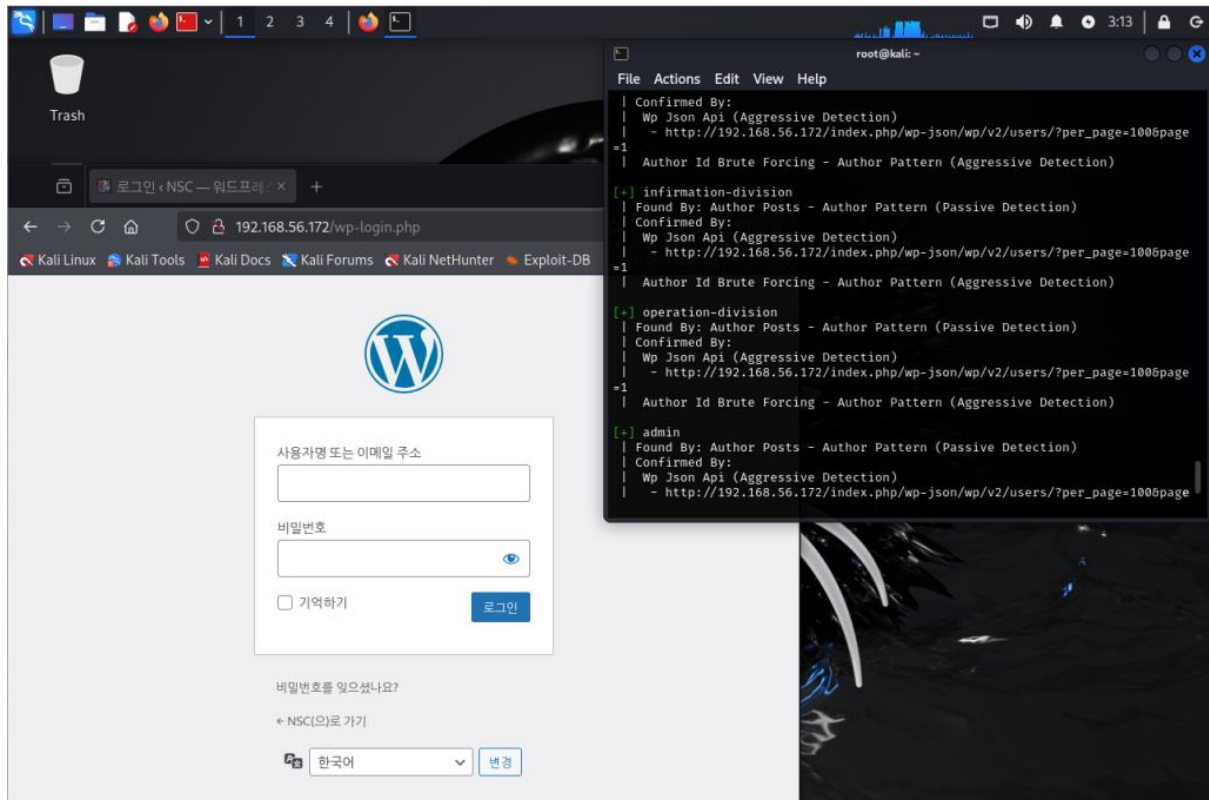 1 2 3 4
3:13
Trash
로그인 ‹ NSC — 워드프레스
+
192.168.56.172/wp-login.php
Kali Linux Kali Tools Kali Docs Kali Forums Kali NetHunter Exploit-DB
사용자명 또는 이메일 주소
비밀번호
기억하기
로그인
비밀번호를 잊으셨나요?
← NSC(으)로 가기
한국어
변경
root@kali: ~
File Actions Edit View Help
| Confirmed By:
| Wp Json Api (Aggressive Detection)
| - http://192.168.56.172/index.php/wp-json/wp/v2/users/?per_page=100&page
=1
| Author Id Brute Forcing - Author Pattern (Aggressive Detection)
[+] infirmation-division
| Found By: Author Posts - Author Pattern (Passive Detection)
| Confirmed By:
| Wp Json Api (Aggressive Detection)
| - http://192.168.56.172/index.php/wp-json/wp/v2/users/?per_page=100&page
=1
| Author Id Brute Forcing - Author Pattern (Aggressive Detection)
[+] operation-division
| Found By: Author Posts - Author Pattern (Passive Detection)
| Confirmed By:
| Wp Json Api (Aggressive Detection)
| - http://192.168.56.172/index.php/wp-json/wp/v2/users/?per_page=100&page
=1
| Author Id Brute Forcing - Author Pattern (Aggressive Detection)
[+] admin
| Found By: Author Posts - Author Pattern (Passive Detection)
| Confirmed By:
| Wp Json Api (Aggressive Detection)
| - http://192.168.56.172/index.php/wp-json/wp/v2/users/?per_page=100&page